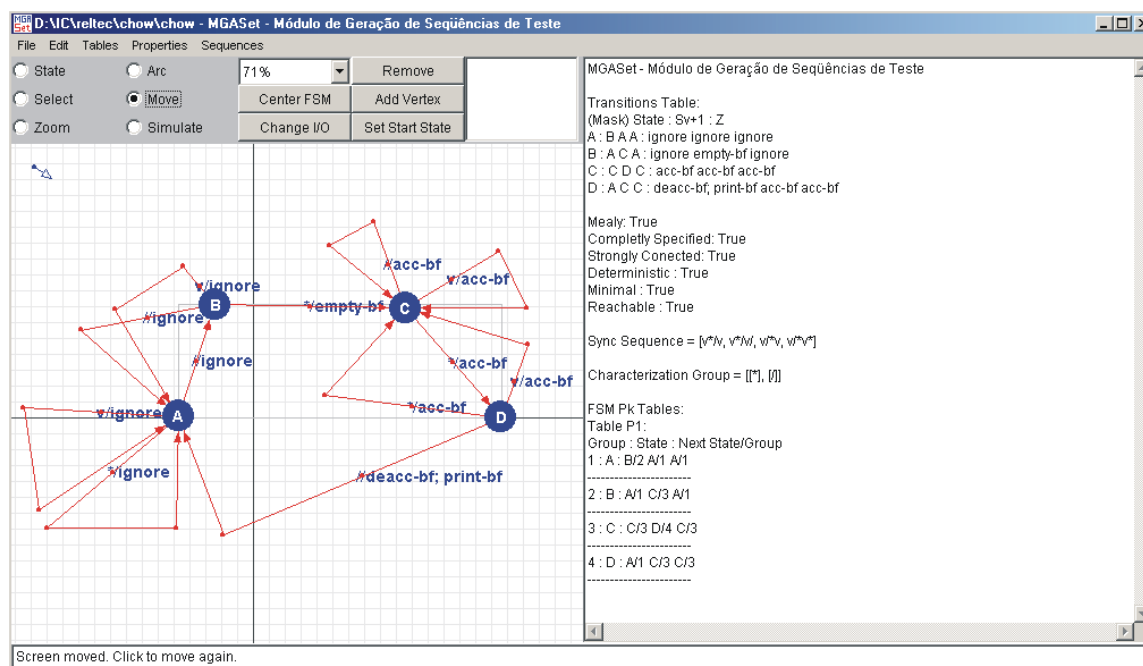 MGA Set D:\IC\reltec\chow\chow - MGASet - Módulo de Geração de Seqüências de Teste
File Edit Tables Properties Sequences
State Arc 71% Remove
Select Move Center FSM Add Vertex
Zoom Simulate Change I/O Set Start State
//acc-bf
v/acc-bf
v/ignore
B
*/empty-bf
C
//ignore
//ignore
*/acc-bf
v/acc-bf
*/acc-bf
v/ignore
A
D
*/ignore
//deacc-bf; print-bf
MGASet - Módulo de Geração de Seqüências de Teste
Transitions Table:
(Mask) State : Sv+1 : Z
A : B A A : ignore ignore ignore
B : A C A : ignore empty-bf ignore
C : C D C : acc-bf acc-bf acc-bf
D : A C C : deacc-bf; print-bf acc-bf acc-bf
Mealy: True
Completly Specified: True
Strongly Conected: True
Deterministic : True
Minimal : True
Reachable : True
Sync Sequence = [v*/v, v*/v/, v/*v, v/*v*]
Characterization Group = [[*], [/]]
FSM Pk Tables:
Table P1:
Group : State : Next State/Group
1 : A : B/2 A/1 A/1
------------------------
2 : B : A/1 C/3 A/1
------------------------
3 : C : C/3 D/4 C/3
------------------------
4 : D : A/1 C/3 C/3
------------------------
Screen moved. Click to move again.